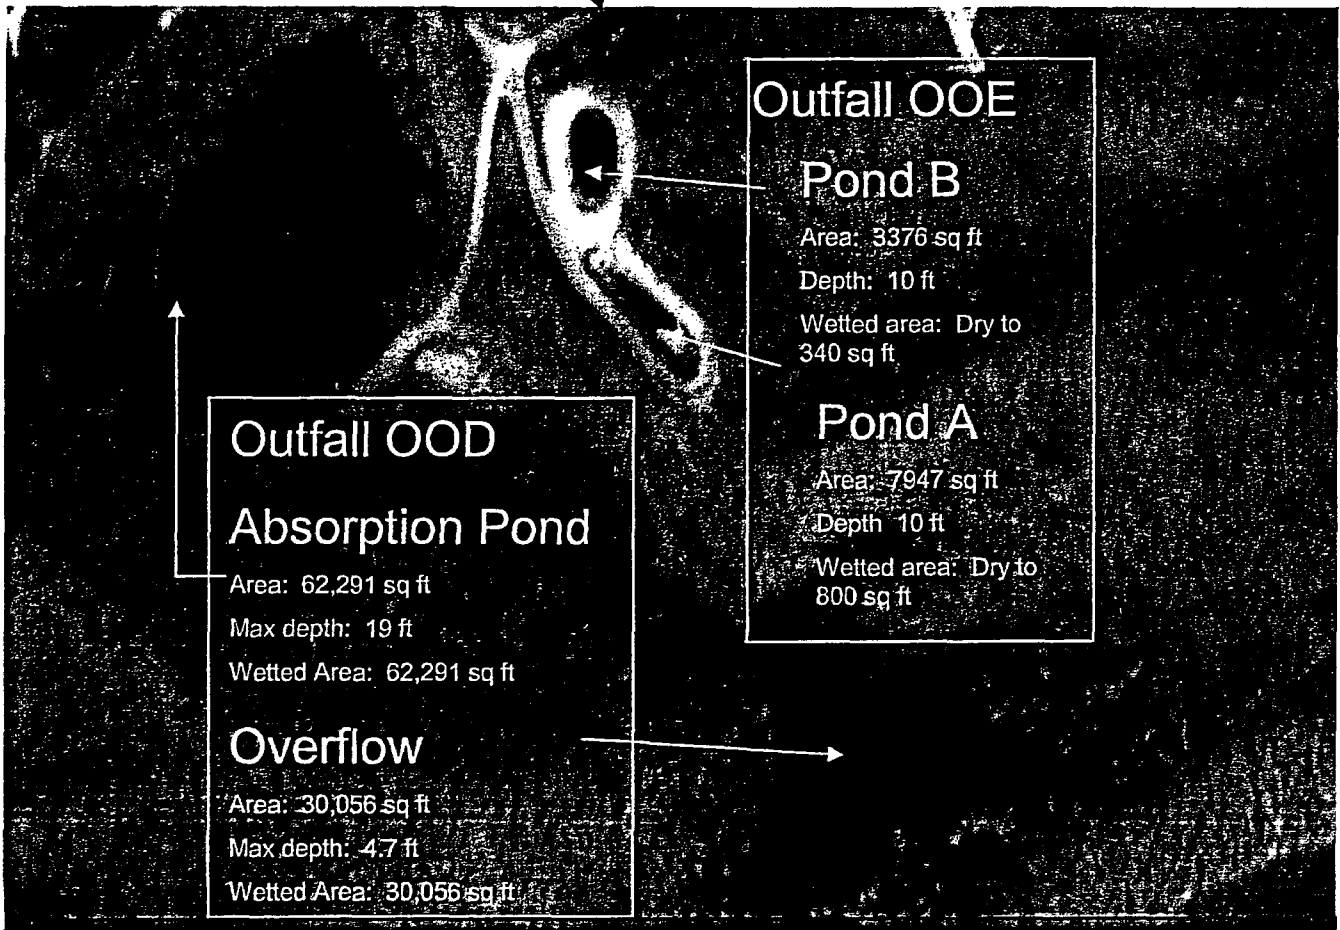 Outfall OOE
Pond B
Area: 3376 sq ft
Depth: 10 ft
Wetted area: Dry to
340 sq ft
Pond A
Area: 7947 sq ft
Depth 10 ft
Wetted area: Dry to
800 sq ft
Outfall OOD
Absorption Pond
Area: 62,291 sq ft
Max depth: 19 ft
Wetted Area: 62,291 sq ft
Overflow
Area: 30,056 sq ft
Max depth: 4.7 ft
Wetted Area: 30,056 sq ft